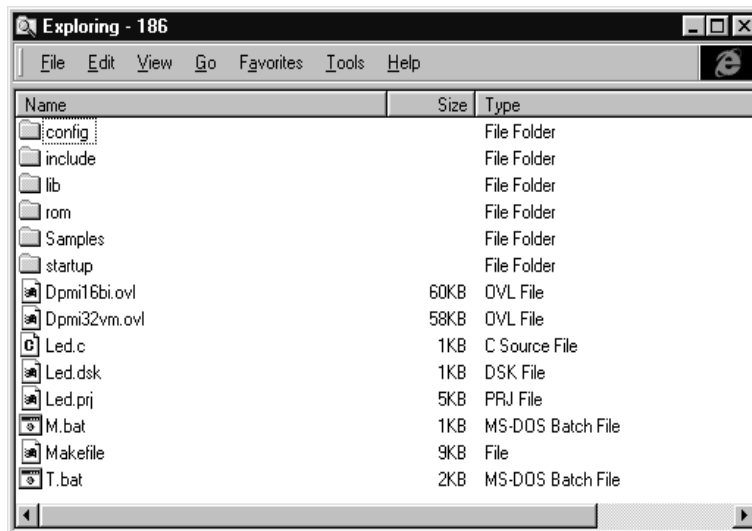 Exploring - 186
File Edit View Go Favorites Tools Help
Name Size Type
config File Folder
include File Folder
lib File Folder
rom File Folder
Samples File Folder
startup File Folder
Dpmi16bi.ovl 60KB OVL File
Dpmi32vm.ovl 58KB OVL File
Led.c 1KB C Source File
Led.dsk 1KB DSK File
Led.prj 5KB PRJ File
M.bat 1KB MS-DOS Batch File
Makefile 9KB File
T.bat 2KB MS-DOS Batch File